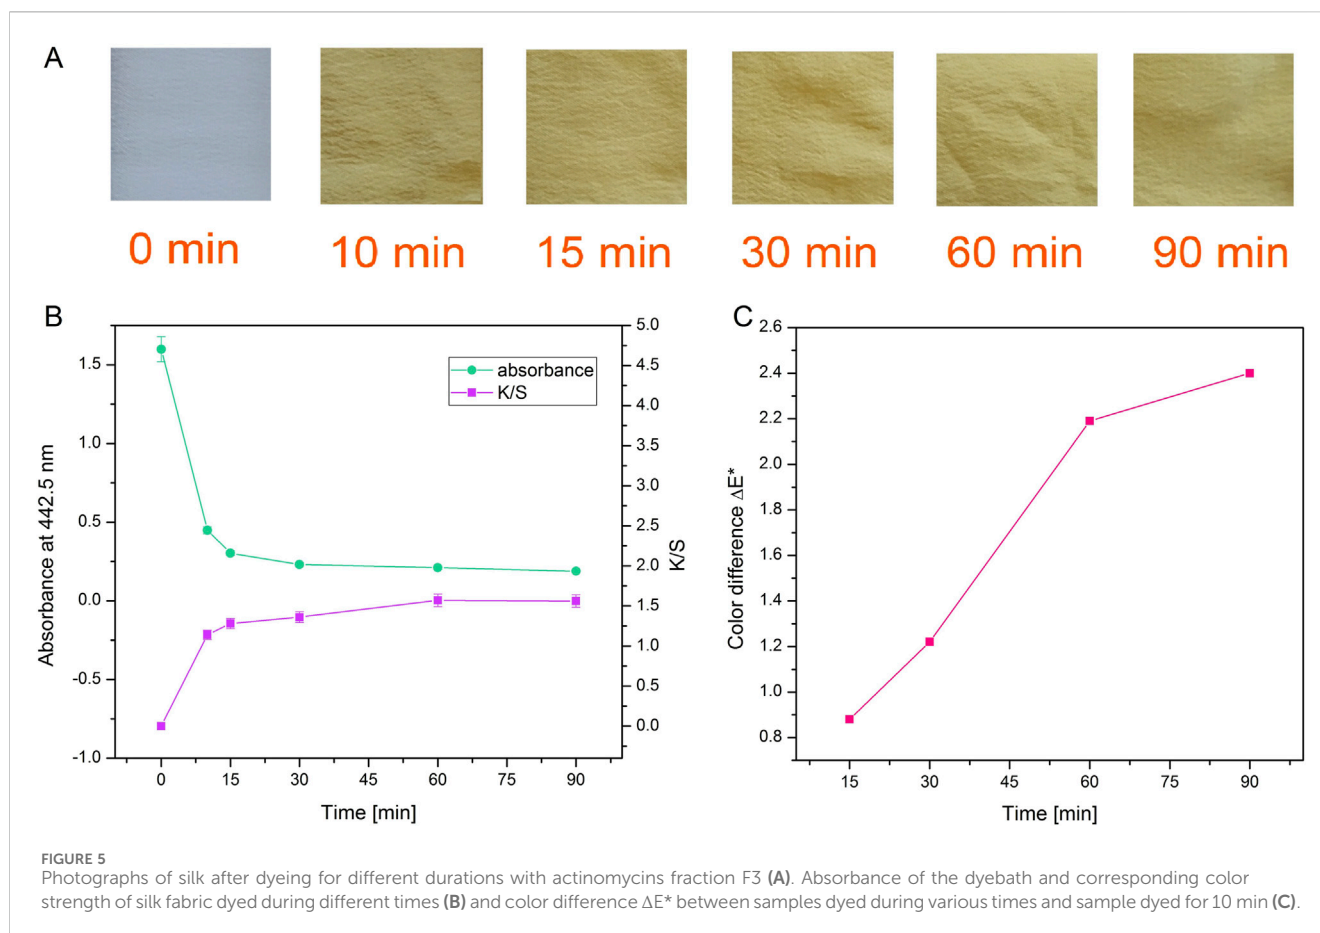 A
0 min
10 min
15 min
30 min
60 min
90 min
B
1.5
1.0
0.5
0.0
-0.5
-1.0
Absorbance at 442.5 nm
absorbance
K/S
5.0
4.5
4.0
3.5
3.0
2.5
2.0
1.5
1.0
0.5
0.0
K/S
0
15
30
45
60
75
90
Time [min]
C
2.6
2.4
2.2
2.0
1.8
1.6
1.4
1.2
1.0
0.8
Color difference ΔE*
15
30
45
60
75
90
Time [min]
FIGURE 5
Photographs of silk after dyeing for different durations with actinomycins fraction F3 (A). Absorbance of the dyebath and corresponding color
strength of silk fabric dyed during different times (B) and color difference ΔE* between samples dyed during various times and sample dyed for 10 min (C).